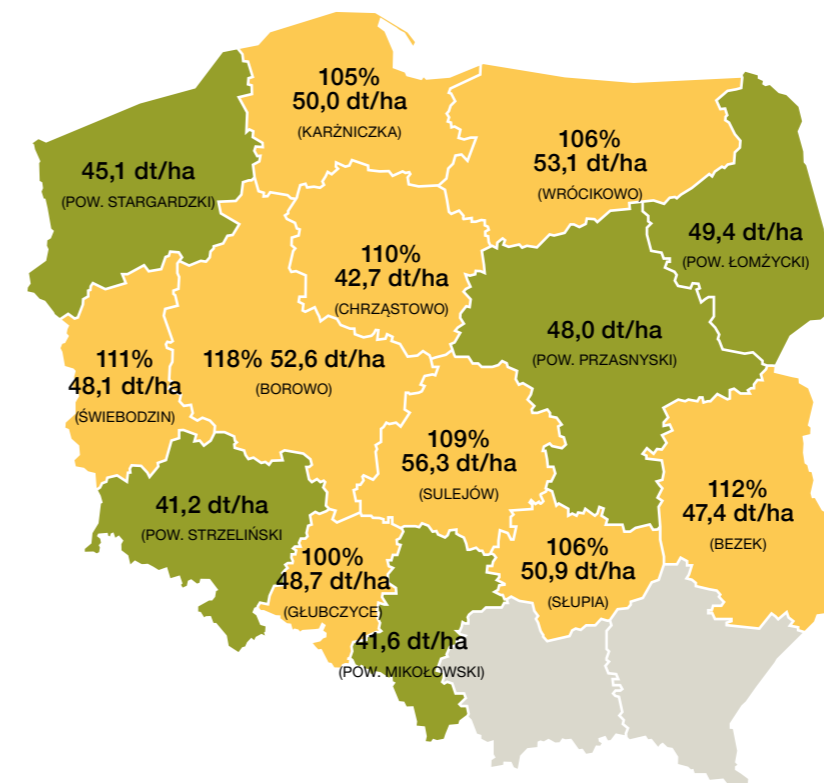 105%
50,0 dt/ha
(KARŻNICZKA)
106%
53,1 dt/ha
(WRÓCIKOWO)
45,1 dt/ha
(POW. STARGARDZKI)
49,4 dt/ha
(POW. ŁOMŻYCKI)
110%
42,7 dt/ha
(CHRZĄSTOWO)
48,0 dt/ha
(POW. PRZASNYSKI)
111%
48,1 dt/ha
(ŚWIEBODZIN)
118% 52,6 dt/ha
(BOROWO)
109%
56,3 dt/ha
(SULEJÓW)
112%
47,4 dt/ha
(BEZEK)
41,2 dt/ha
(POW. STRZELIŃSKI
100%
48,7 dt/ha
(GŁUBCZYCE)
106%
50,9 dt/ha
(SŁUPIA)
41,6 dt/ha
(POW. MIKOŁOWSKI)